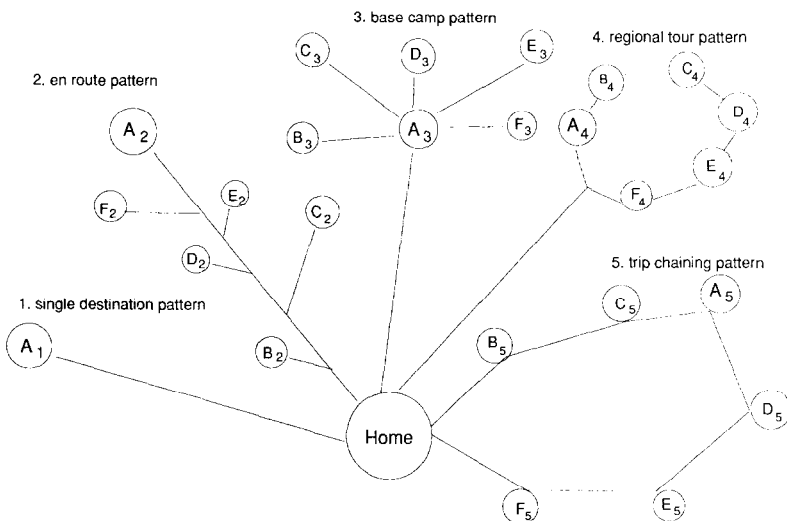 3. base camp pattern
4. regional tour pattern
2. en route pattern
C3
D3
E3
B4
C4
A2
B3
A3
F3
A4
D4
E4
F2
E2
C2
F4
D2
5. trip chaining pattern
1. single destination pattern
C5
A5
A1
B2
B5
D5
Home
F5
E5